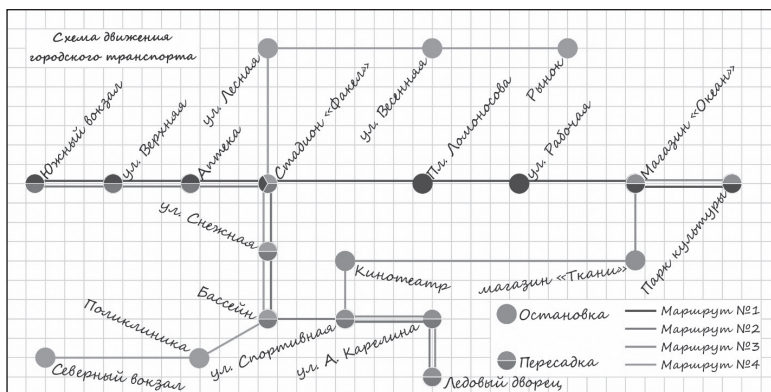 Схема движения
городского транспорта
Южный вокзал
ул. Верхняя
Аптека
ул. Лесная
Стадион «Факел»
ул. Весенняя
Пл. Ломоносова
Рынок
ул. Рабочая
Магазин «Океан»
Парк культуры
ул. Снежная
Бассейн
Поликлиника
Северный вокзал
ул. Спортивная
Кинотеатр
ул. А. Карелина
Ледовый дворец
магазин «Ткани»
Остановка
Пересадка
Маршрут №1
Маршрут №2
Маршрут №3
Маршрут №4